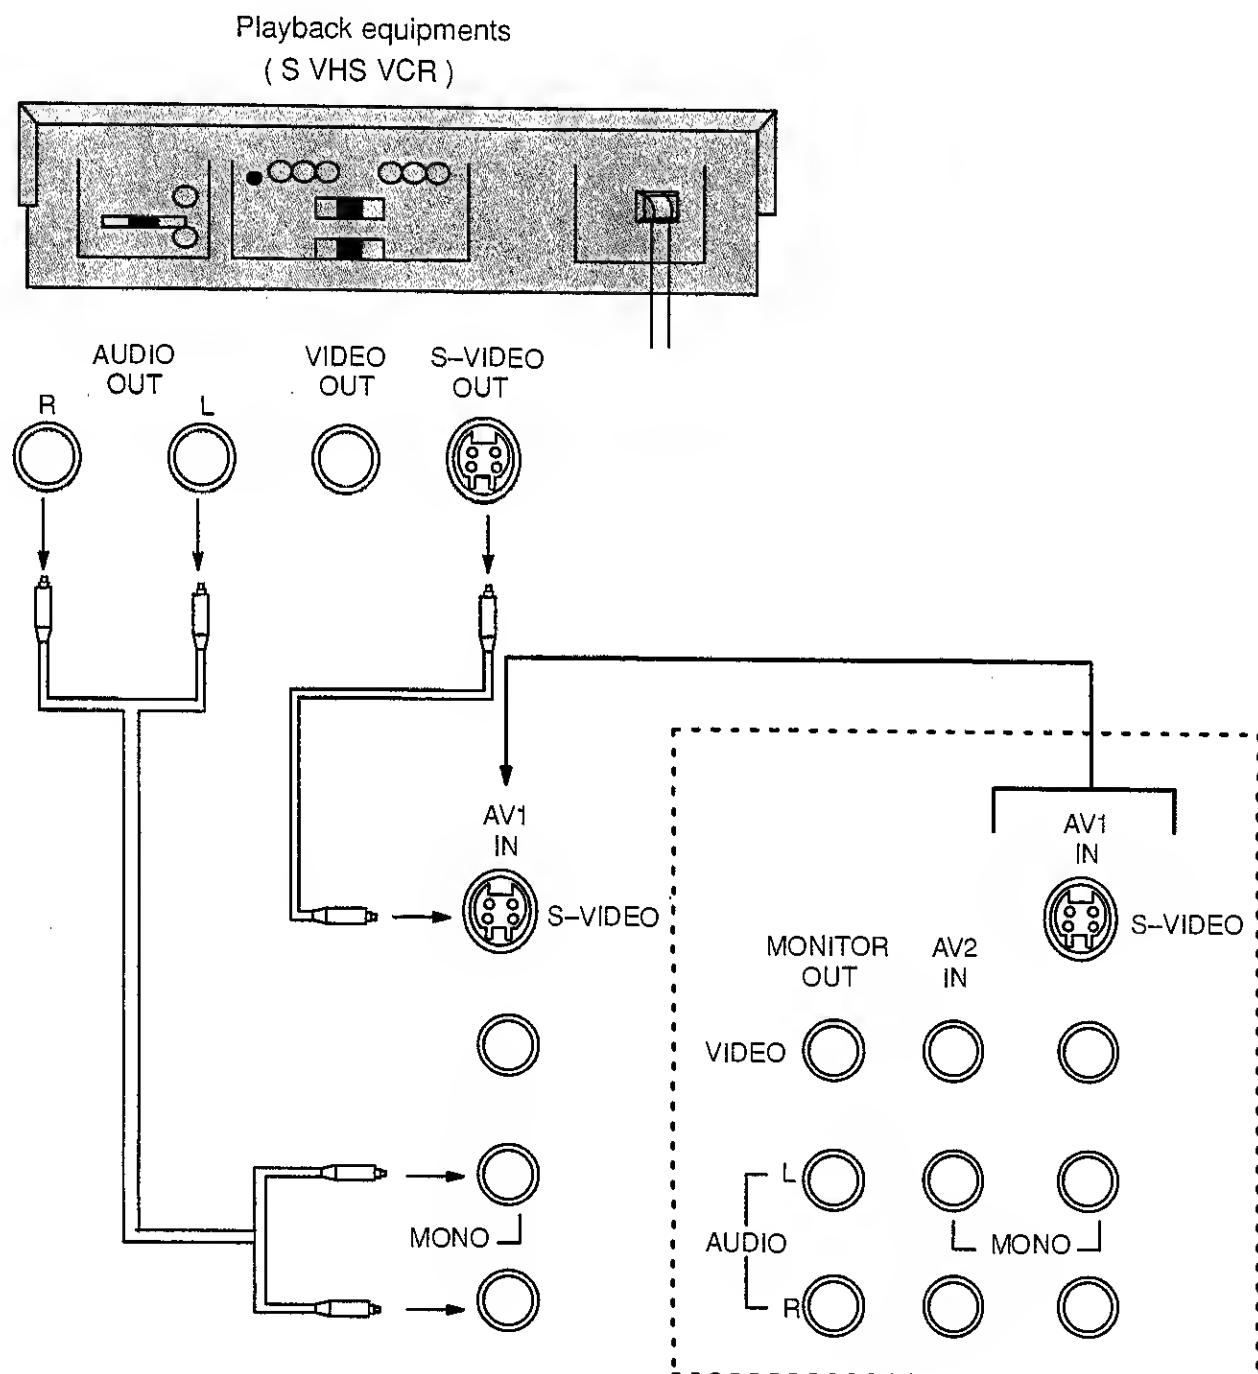 Playback equipments
( S VHS VCR )
AUDIO
OUT
R
L
VIDEO
OUT
S–VIDEO
OUT
AV1
IN
S–VIDEO
MONO
AV1
IN
S–VIDEO
MONITOR
OUT
AV2
IN
VIDEO
L
AUDIO
MONO
R